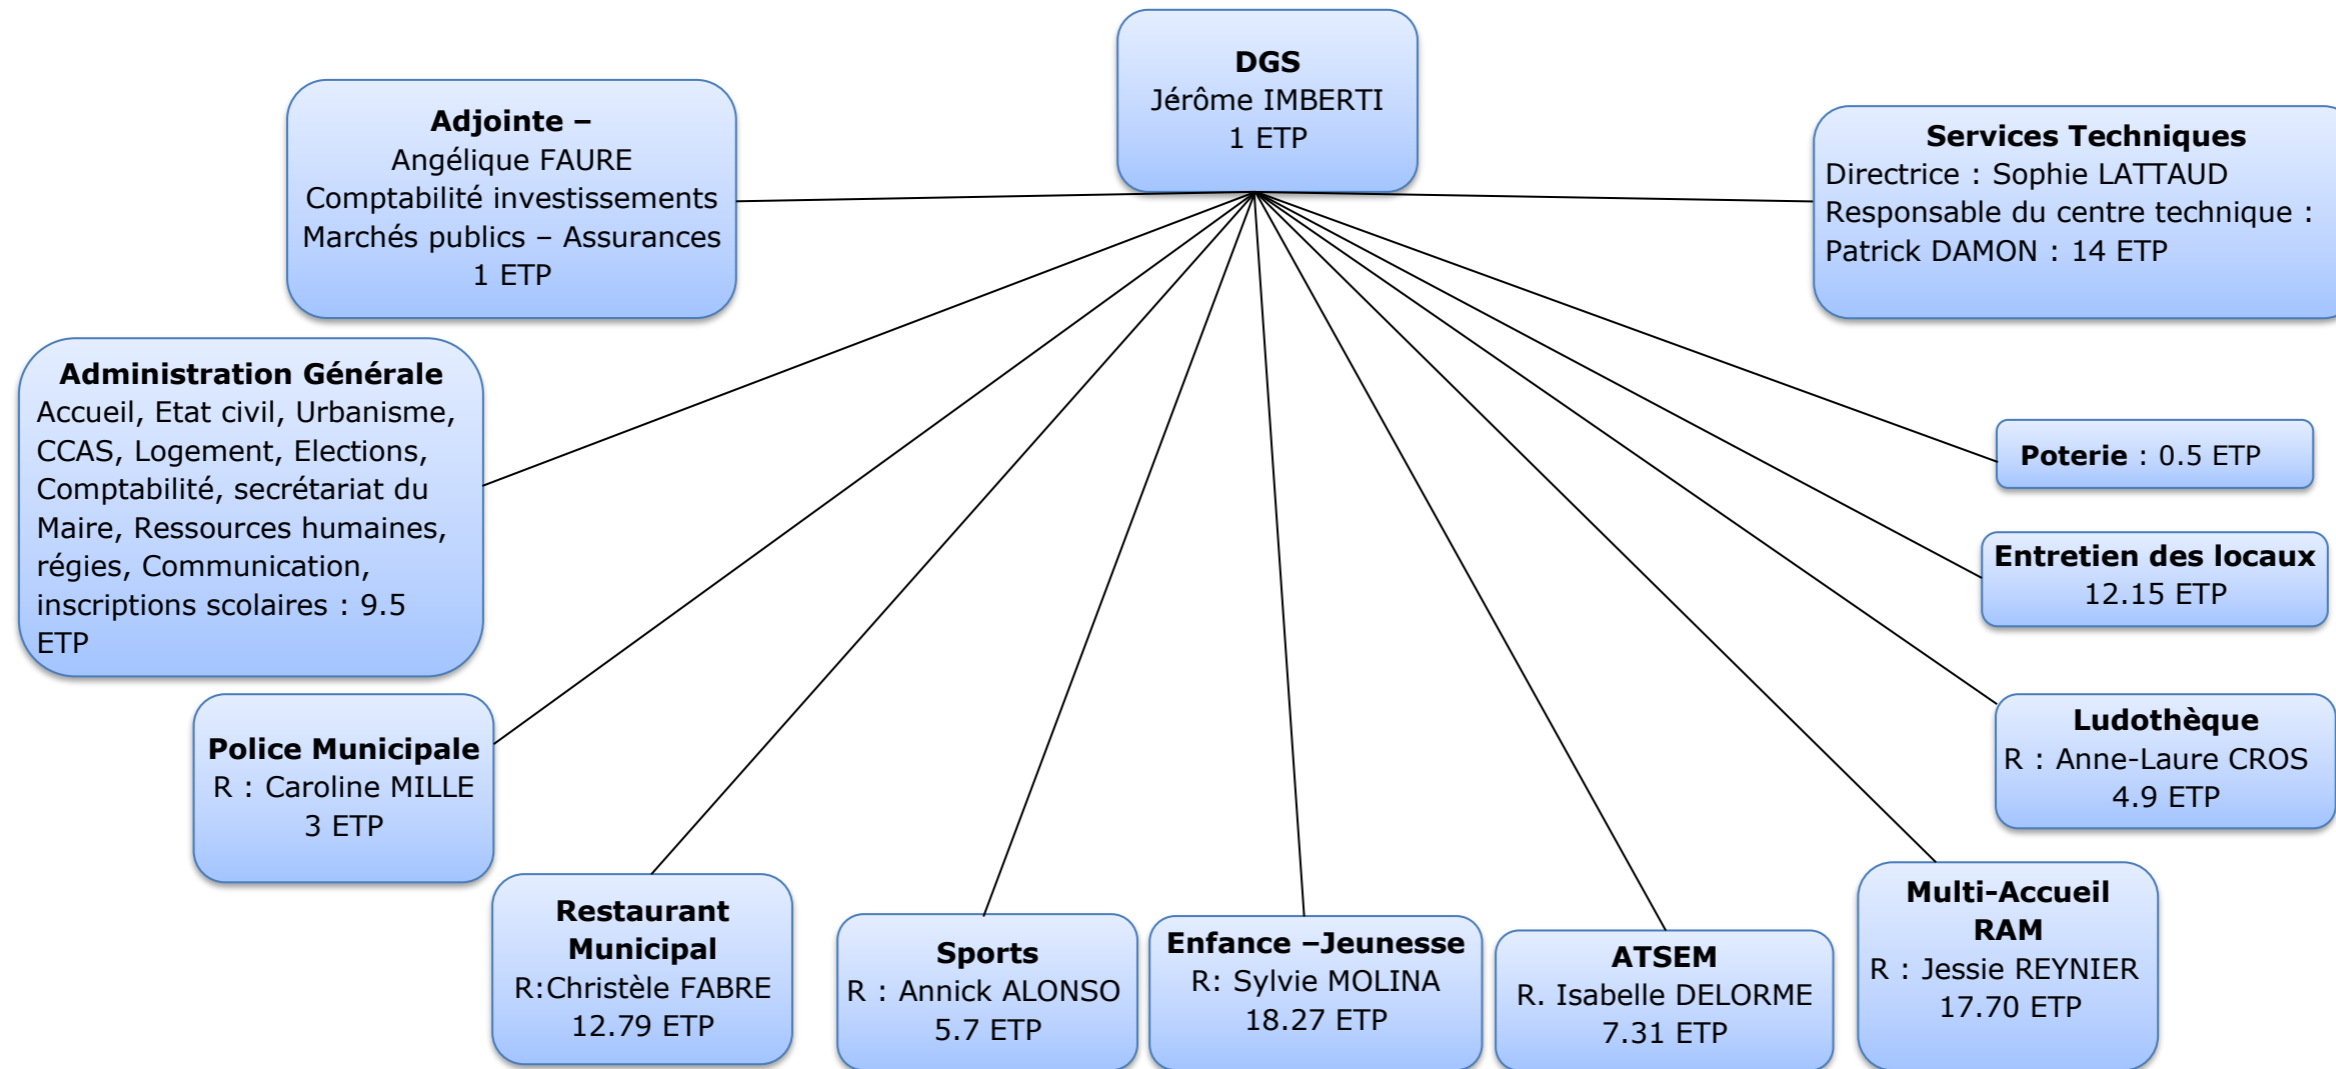 DGS
Jérôme IMBERTI
1 ETP
Adjointe –
Angélique FAURE
Comptabilité investissements
Marchés publics – Assurances
1 ETP
Services Techniques
Directrice : Sophie LATTAUD
Responsable du centre technique :
Patrick DAMON : 14 ETP
Administration Générale
Accueil, Etat civil, Urbanisme,
CCAS, Logement, Elections,
Comptabilité, secrétariat du
Maire, Ressources humaines,
régies, Communication,
inscriptions scolaires : 9.5
ETP
Poterie : 0.5 ETP
Entretien des locaux
12.15 ETP
Police Municipale
R : Caroline MILLE
3 ETP
Ludothèque
R : Anne-Laure CROS
4.9 ETP
Restaurant
Municipal
R:Christèle FABRE
12.79 ETP
Sports
R : Annick ALONSO
5.7 ETP
Enfance –Jeunesse
R: Sylvie MOLINA
18.27 ETP
ATSEM
R. Isabelle DELORME
7.31 ETP
Multi-Accueil
RAM
R : Jessie REYNIER
17.70 ETP